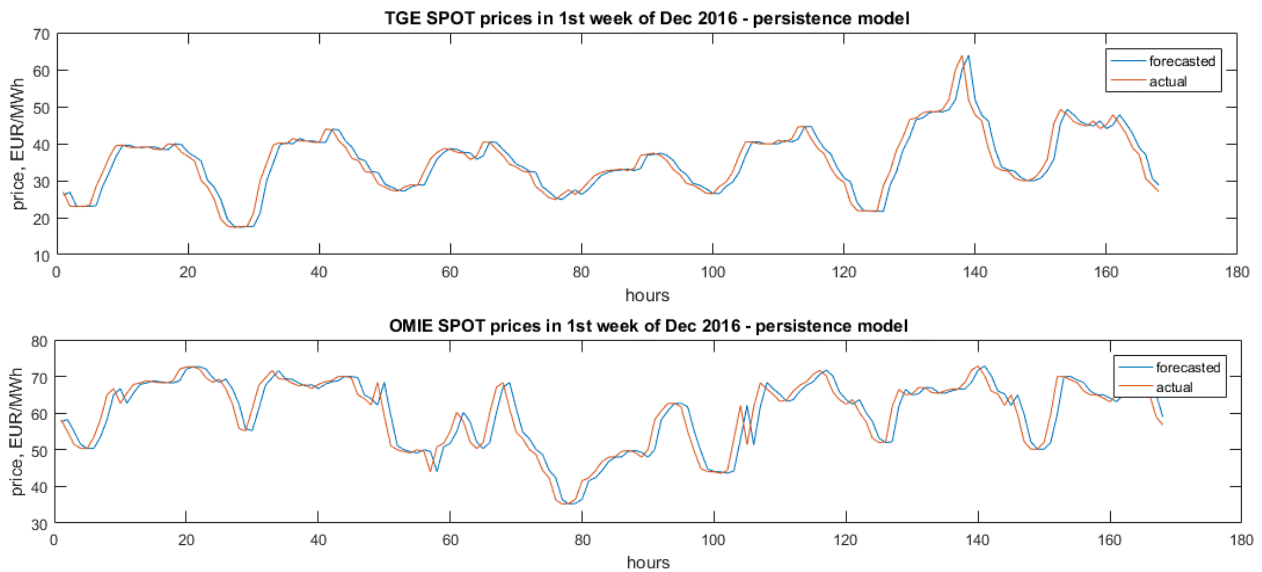 TGE SPOT prices in 1st week of Dec 2016 - persistence model
70
60
50
40
30
20
10
price, EUR/MWh
forecasted
actual
0 20 40 60 80 100 120 140 160 180
hours
OMIE SPOT prices in 1st week of Dec 2016 - persistence model
80
70
60
50
40
30
price, EUR/MWh
forecasted
actual
0 20 40 60 80 100 120 140 160 180
hours